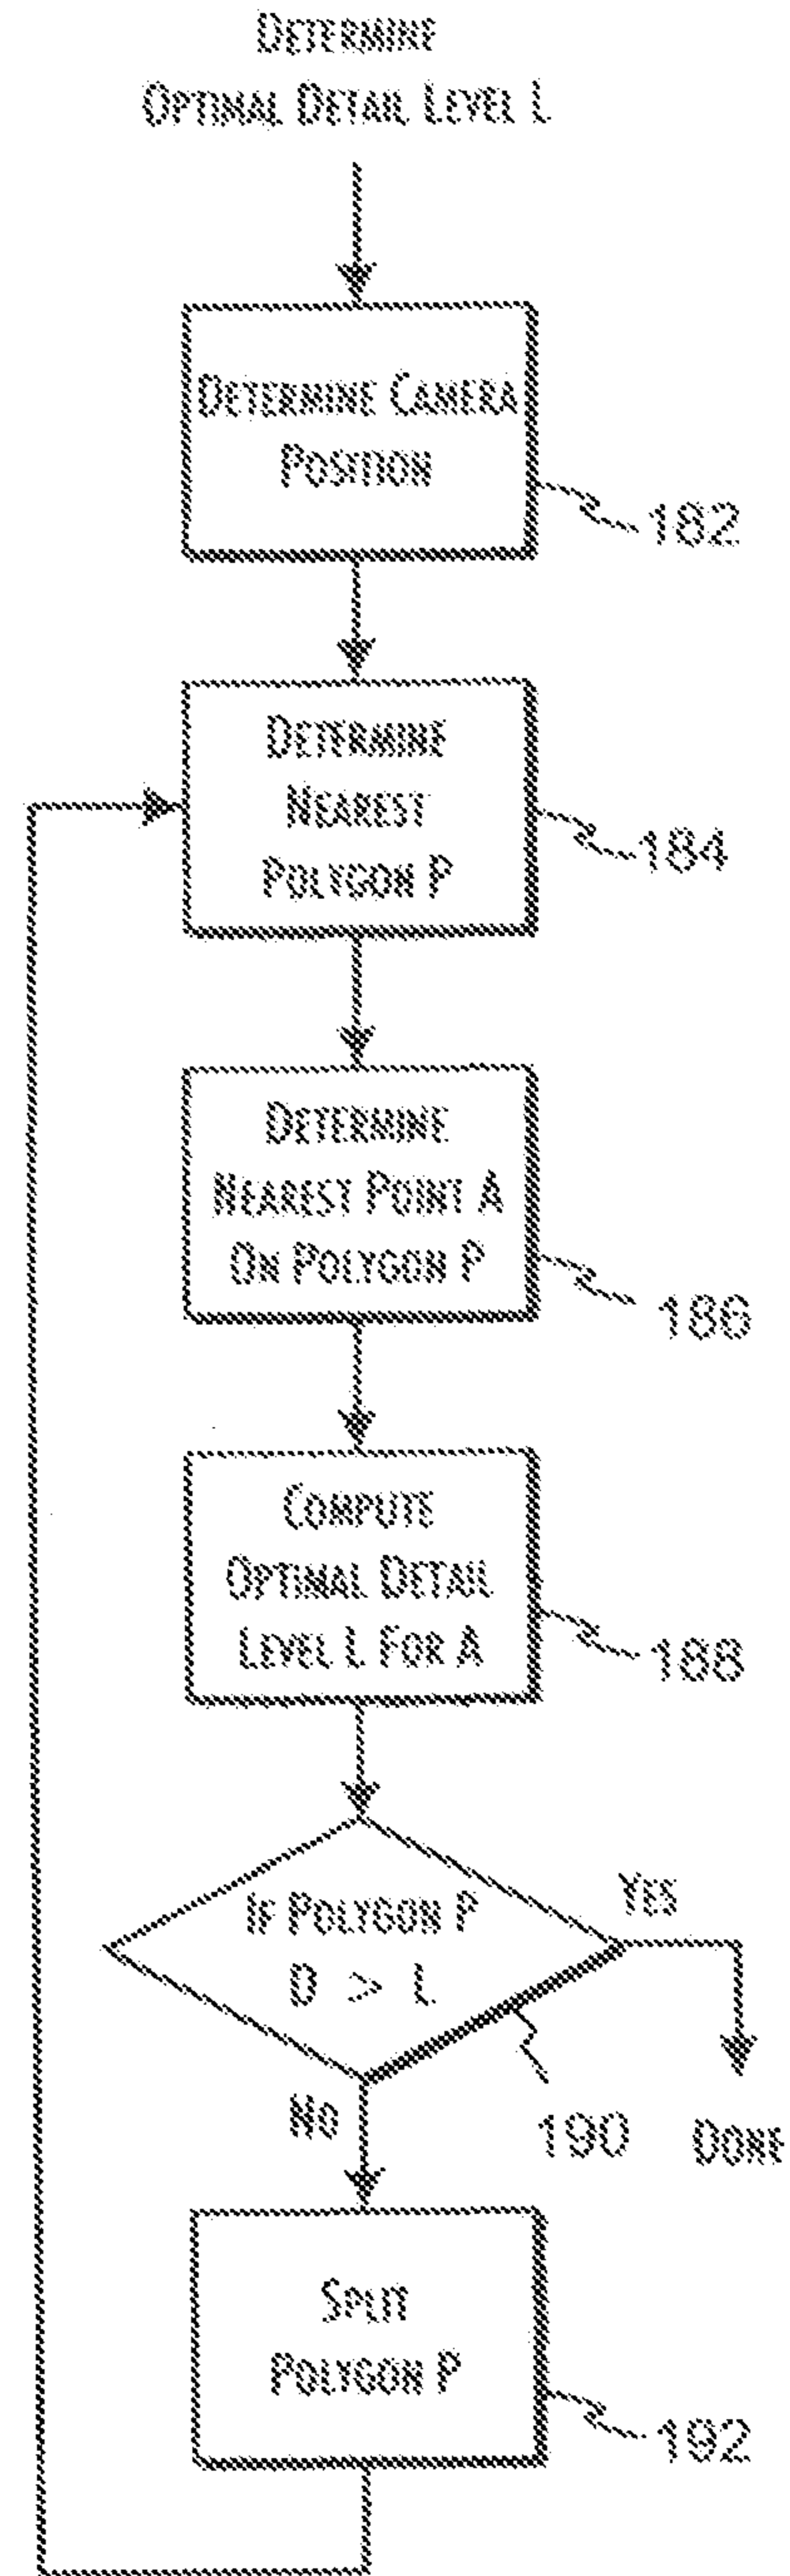 DETERMINE
OPTIMAL DETAIL LEVEL L
DETERMINE CAMERA
POSITION
182
DETERMINE
NEAREST
POLYGON P
184
DETERMINE
NEAREST POINT A
ON POLYGON P
186
COMPUTE
OPTIMAL DETAIL
LEVEL L FOR A
188
IF POLYGON P
D > L
YES
NO
190
DONE
SPLIT
POLYGON P
192